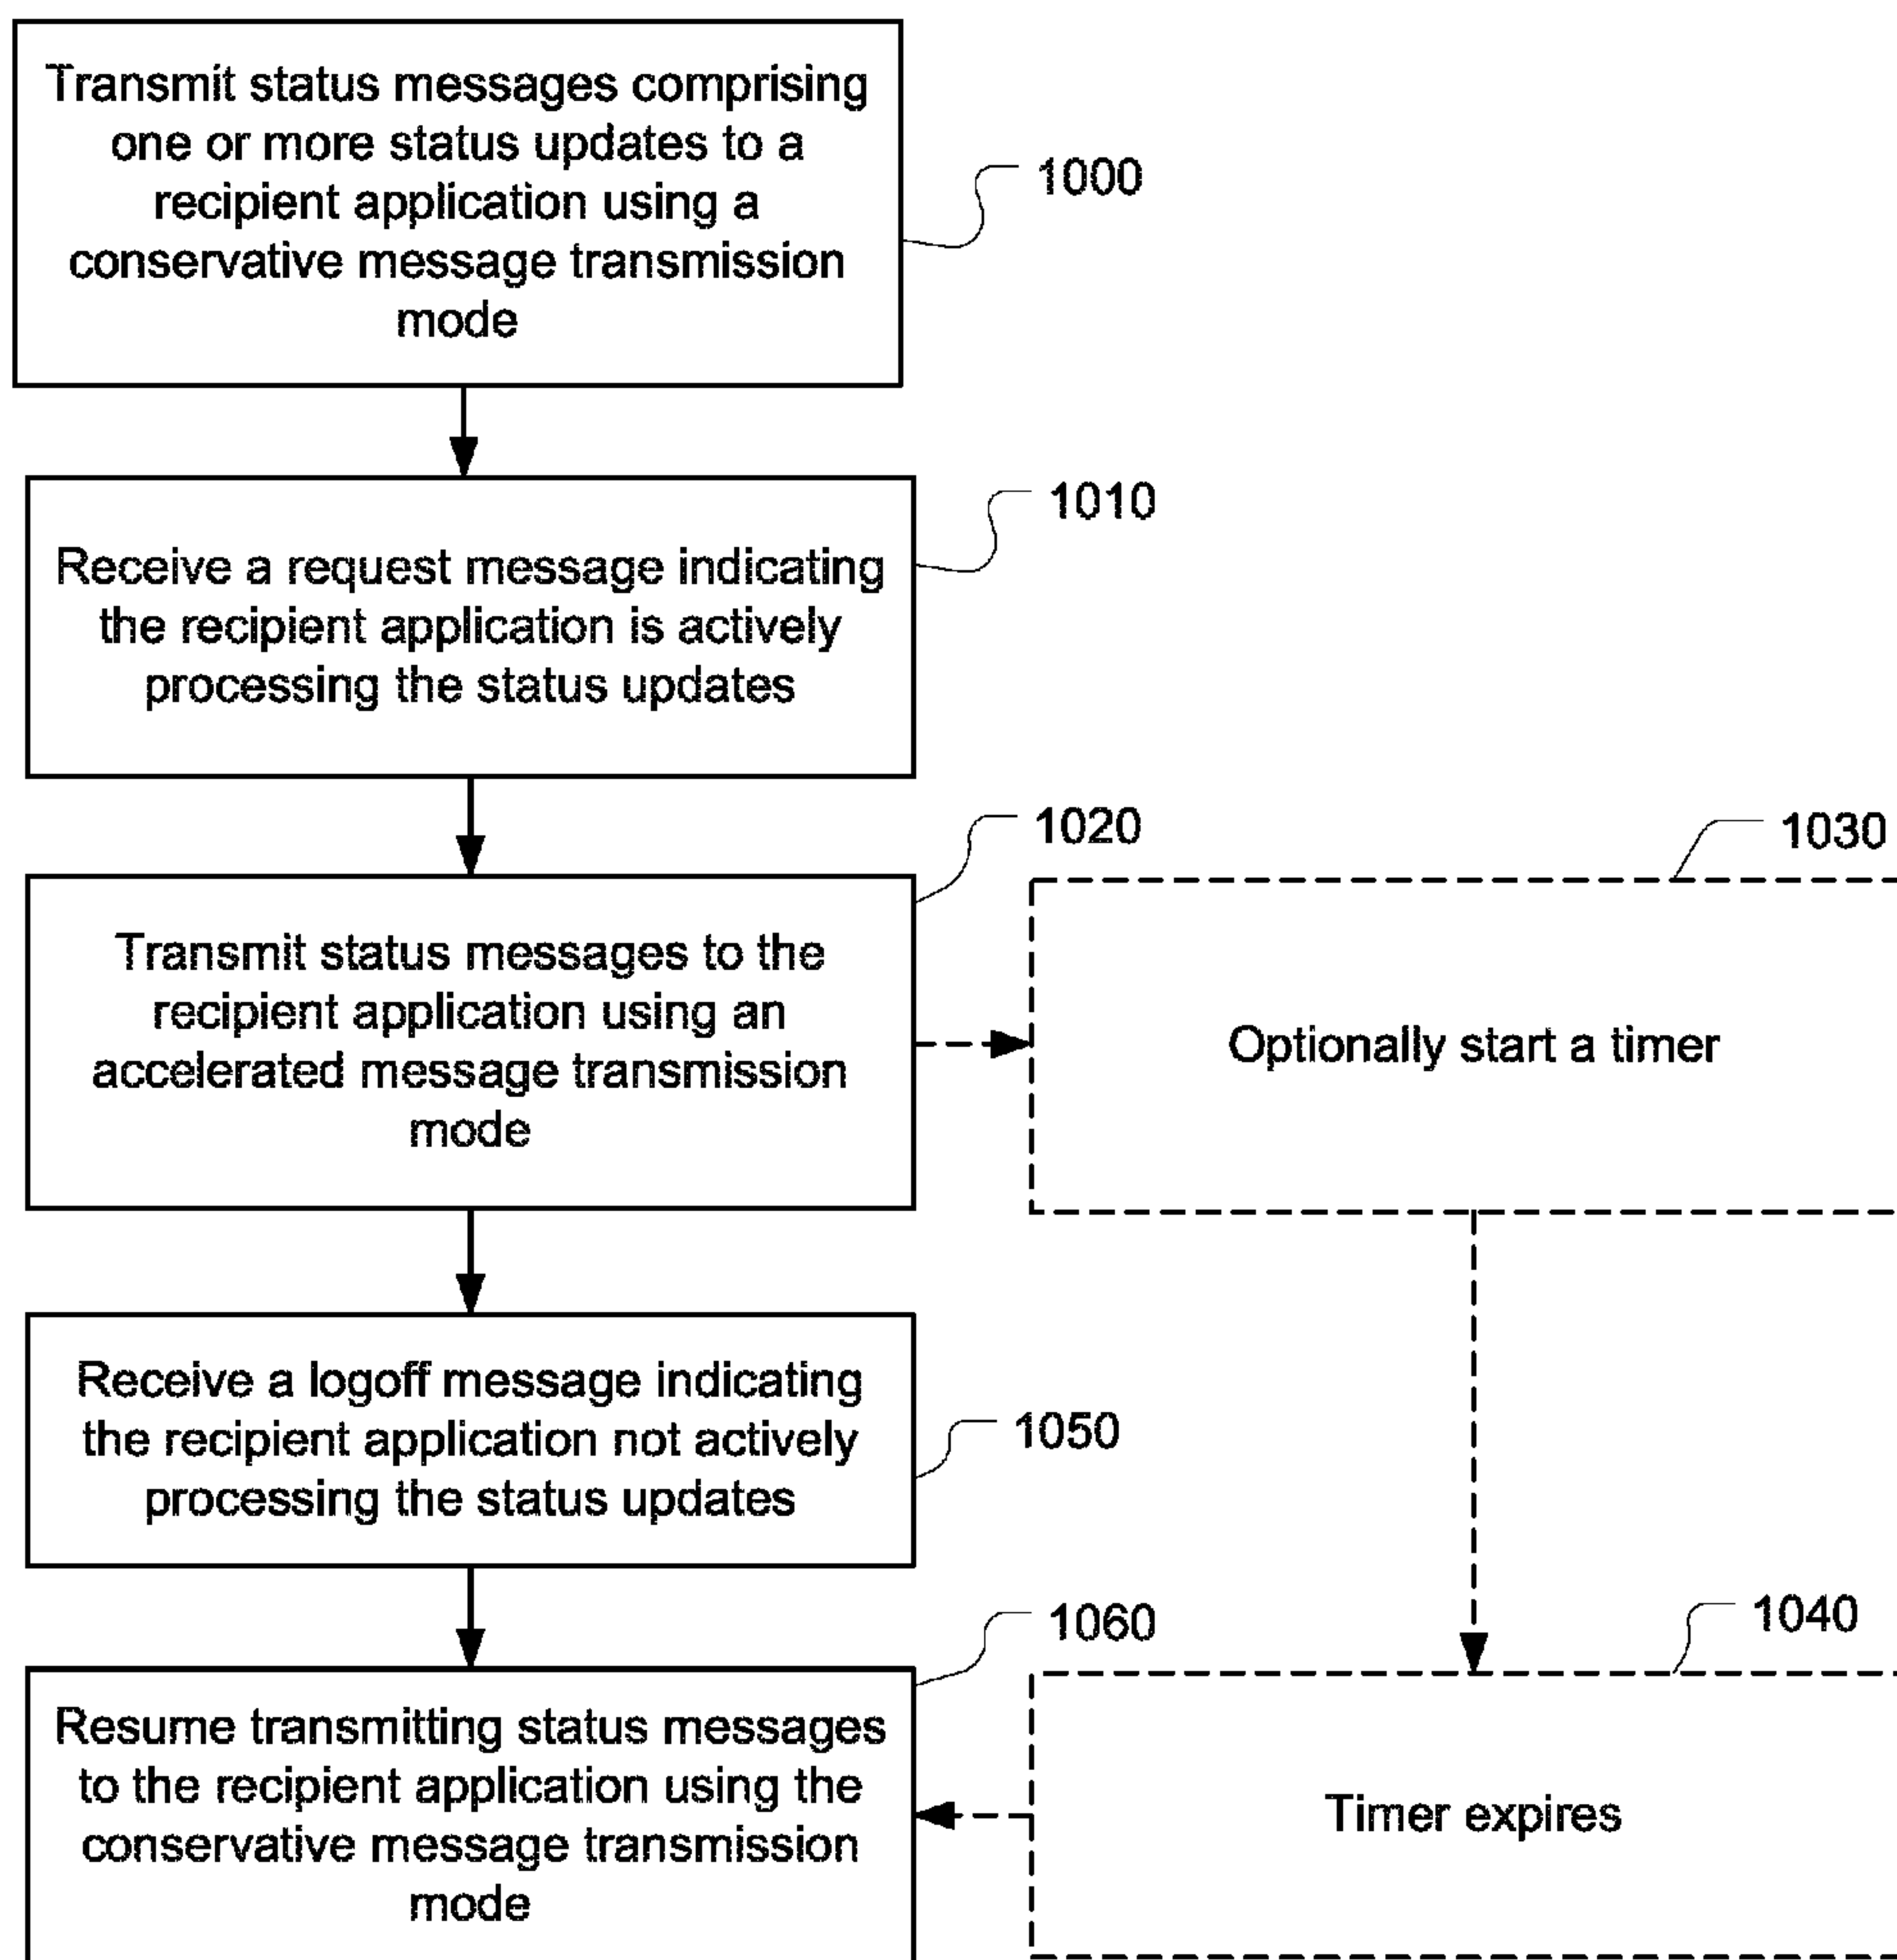 Transmit status messages comprising
one or more status updates to a
recipient application using a
conservative message transmission
mode
1000
Receive a request message indicating
the recipient application is actively
processing the status updates
1010
Transmit status messages to the
recipient application using an
accelerated message transmission
mode
1020
Optionally start a timer
1030
Receive a logoff message indicating
the recipient application not actively
processing the status updates
1050
Resume transmitting status messages
to the recipient application using the
conservative message transmission
mode
1060
Timer expires
1040